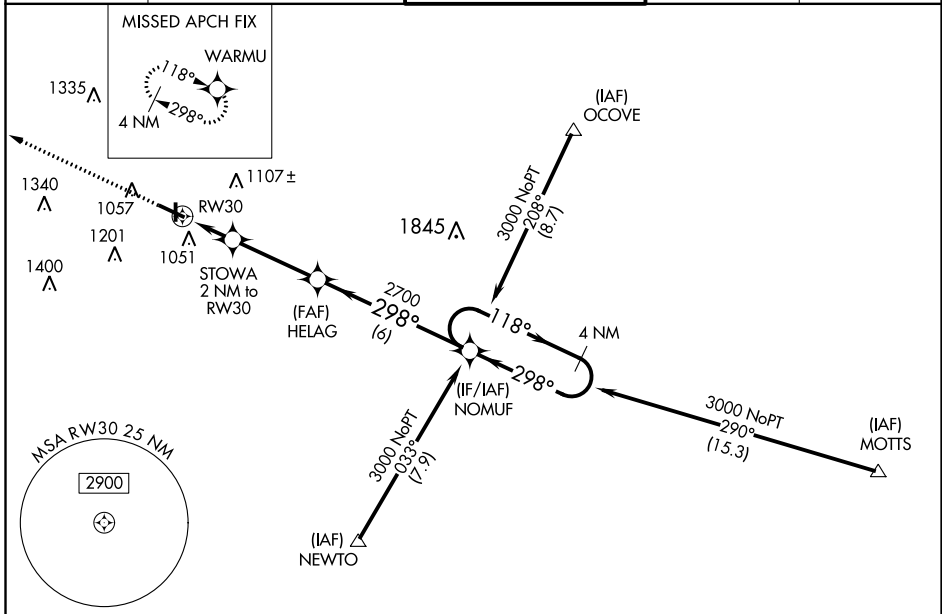 MISSED APCH FIX
WARMU
118°
298°
4 NM
1335
(IAF)
OCOVE
3000 NoPT
208°
(8.7)
1340
1107±
1057
RW30
1845
1201
1051
1400
STOWA
2 NM to
RW30
(FAF)
HELAG
2700
298°
(6)
118°
4 NM
298°
(IF/IAF)
NOMUF
3000 NoPT
290°
(15.3)
(IAF)
MOTTS
3000 NoPT
033°
(7.9)
(IAF)
NEWTO
MSA RW30 25 NM
2900